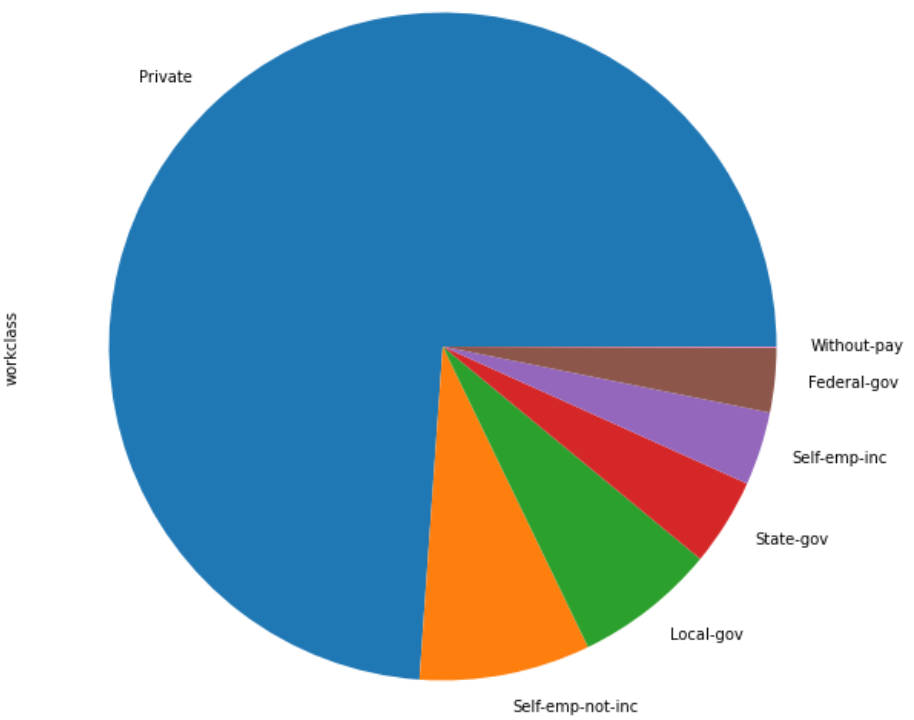 Private
workclass
Without-pay
Federal-gov
Self-emp-inc
State-gov
Local-gov
Self-emp-not-inc